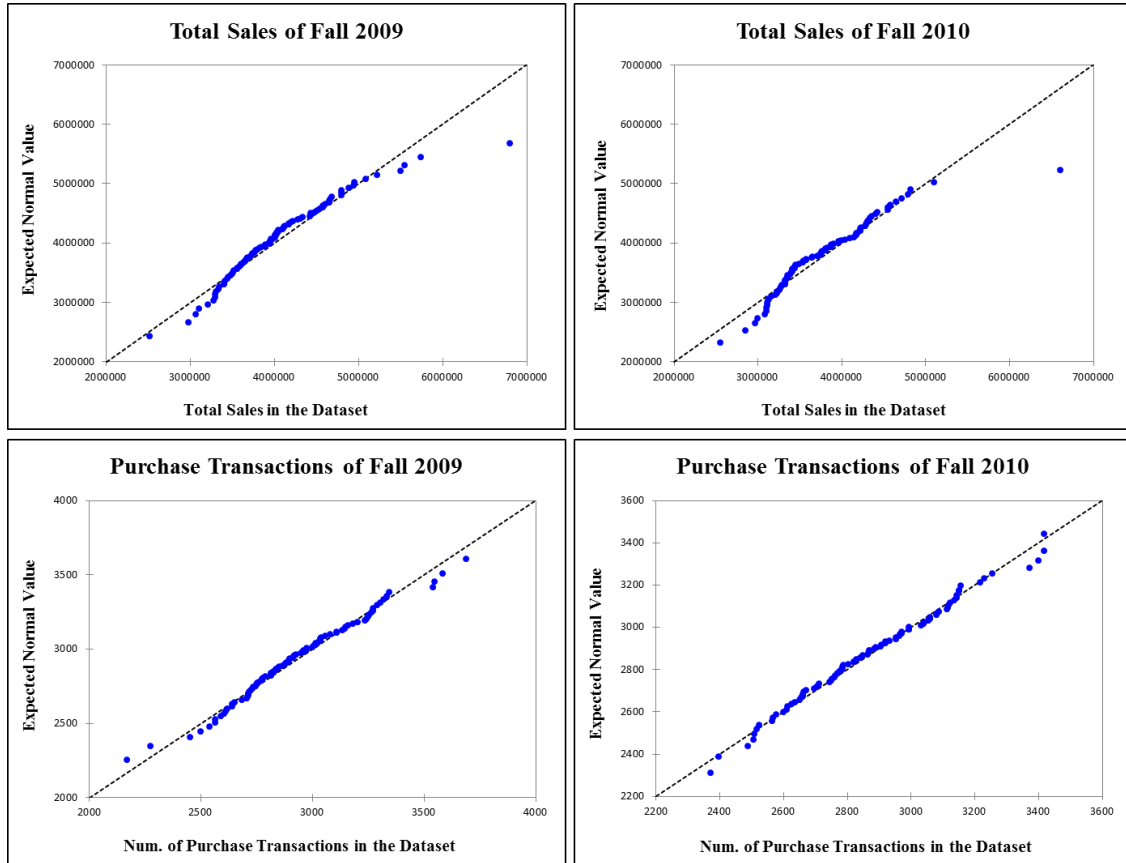 Total Sales of Fall 2009
7000000
6000000
5000000
4000000
3000000
2000000
Expected Normal Value
2000000 3000000 4000000 5000000 6000000 7000000
Total Sales in the Dataset
Total Sales of Fall 2010
7000000
6000000
5000000
4000000
3000000
2000000
Expected Normal Value
2000000 3000000 4000000 5000000 6000000 7000000
Total Sales in the Dataset
Purchase Transactions of Fall 2009
4000
3500
3000
2500
2000
Expected Normal Value
2000 2500 3000 3500 4000
Num. of Purchase Transactions in the Dataset
Purchase Transactions of Fall 2010
3600
3400
3200
3000
2800
2600
2400
2200
Expected Normal Value
2200 2400 2600 2800 3000 3200 3400 3600
Num. of Purchase Transactions in the Dataset